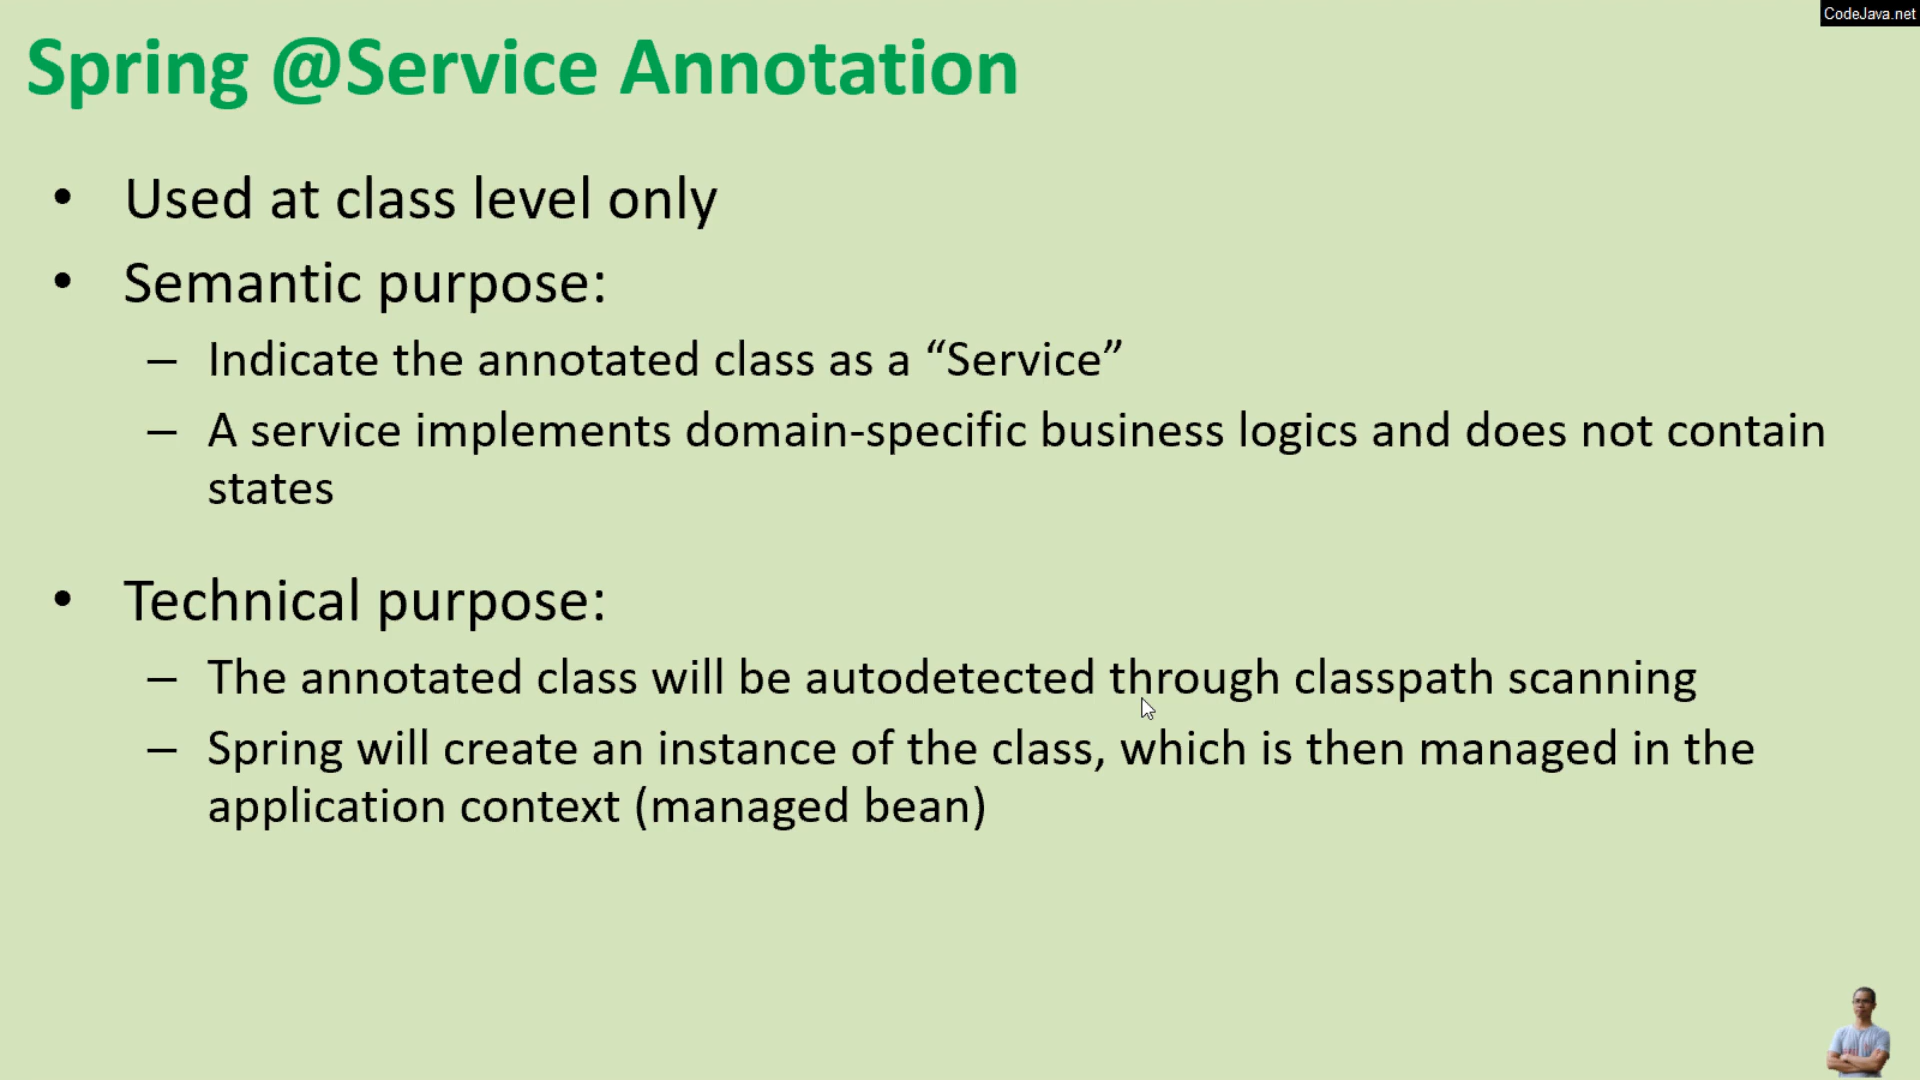 CodeJava.net
Spring @Service Annotation
• Used at class level only
• Semantic purpose:
– Indicate the annotated class as a “Service”
– A service implements domain-specific business logics and does not contain
states
• Technical purpose:
– The annotated class will be autodetected through classpath scanning
– Spring will create an instance of the class, which is then managed in the
application context (managed bean)